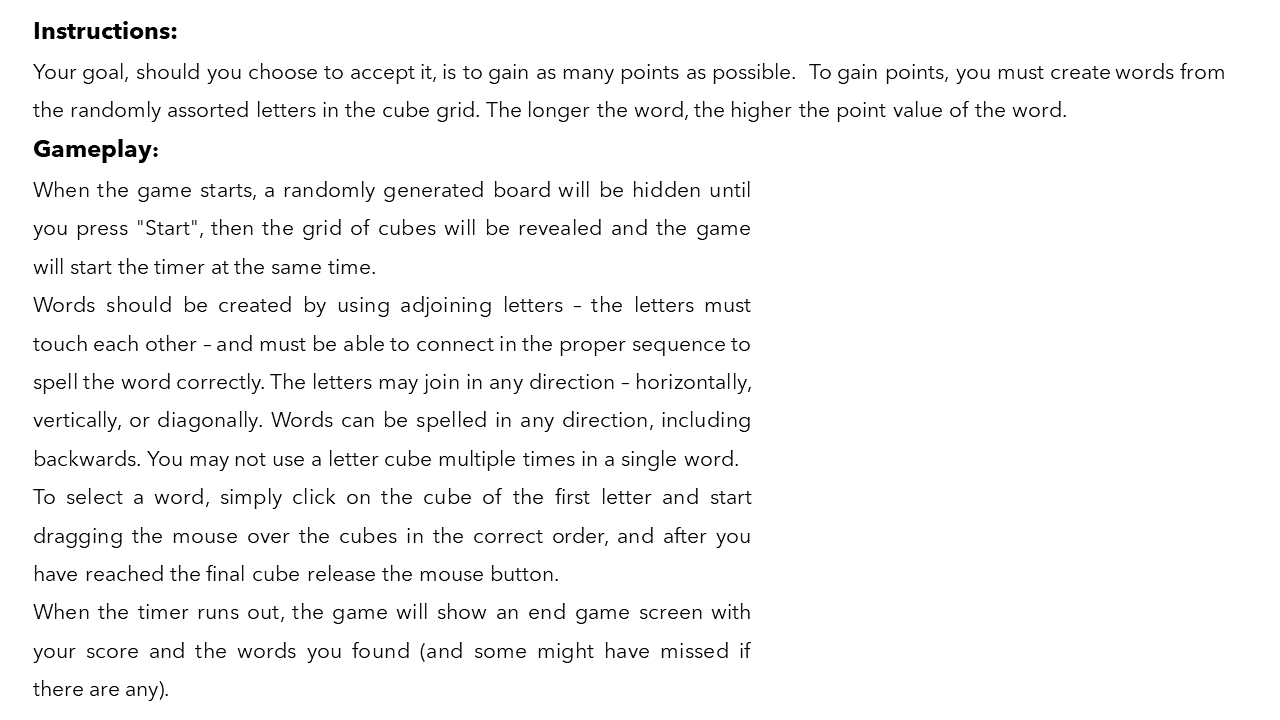 Instructions:
Your goal, should you choose to accept it, is to gain as many points as possible.  To gain points, you must create words from
the randomly assorted letters in the cube grid. The longer the word, the higher the point value of the word.
Gameplay:
When the game starts, a randomly generated board will be hidden until
you press "Start", then the grid of cubes will be revealed and the game
will start the timer at the same time.
Words should be created by using adjoining letters – the letters must
touch each other – and must be able to connect in the proper sequence to
spell the word correctly. The letters may join in any direction – horizontally,
vertically, or diagonally. Words can be spelled in any direction, including
backwards. You may not use a letter cube multiple times in a single word.
To select a word, simply click on the cube of the first letter and start
dragging the mouse over the cubes in the correct order, and after you
have reached the final cube release the mouse button.
When the timer runs out, the game will show an end game screen with
your score and the words you found (and some might have missed if
there are any).